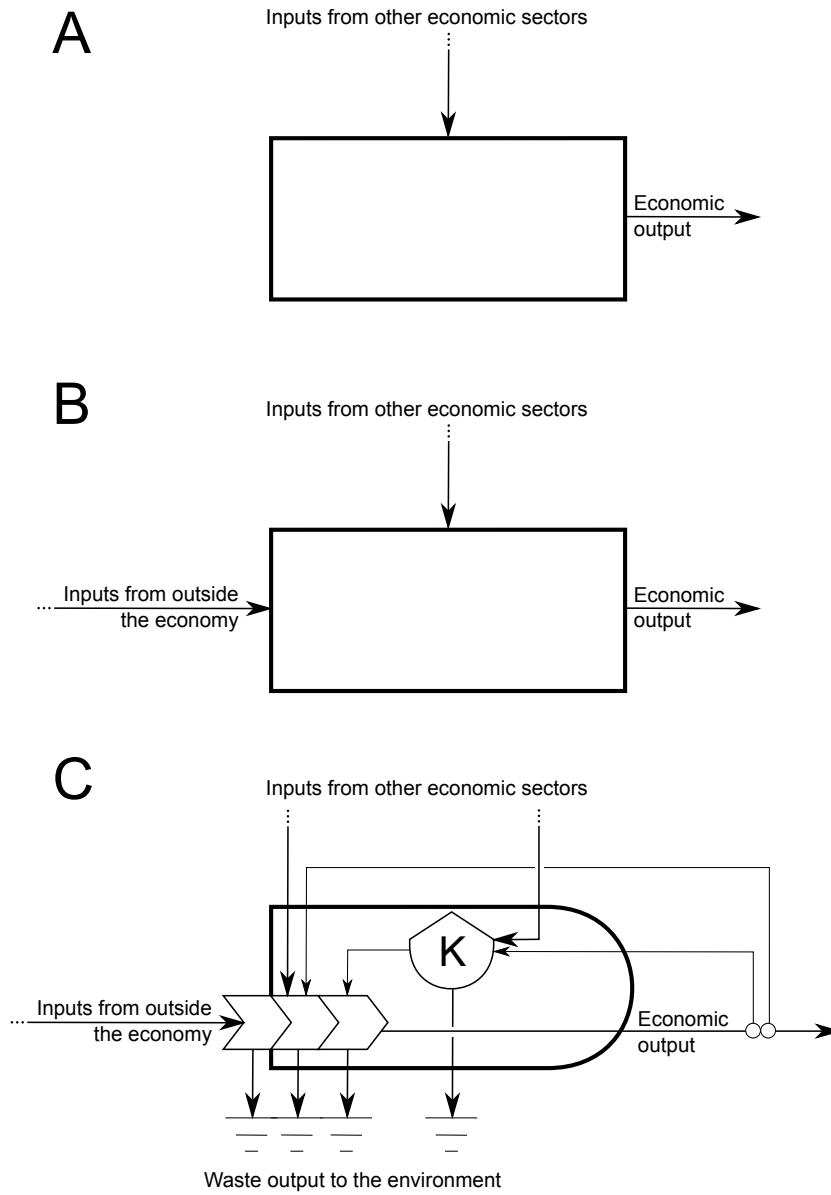 A
Inputs from other economic sectors
Economic
output
B
Inputs from other economic sectors
Inputs from outside
the economy
Economic
output
C
Inputs from other economic sectors
K
Inputs from outside
the economy
Economic
output
Waste output to the environment